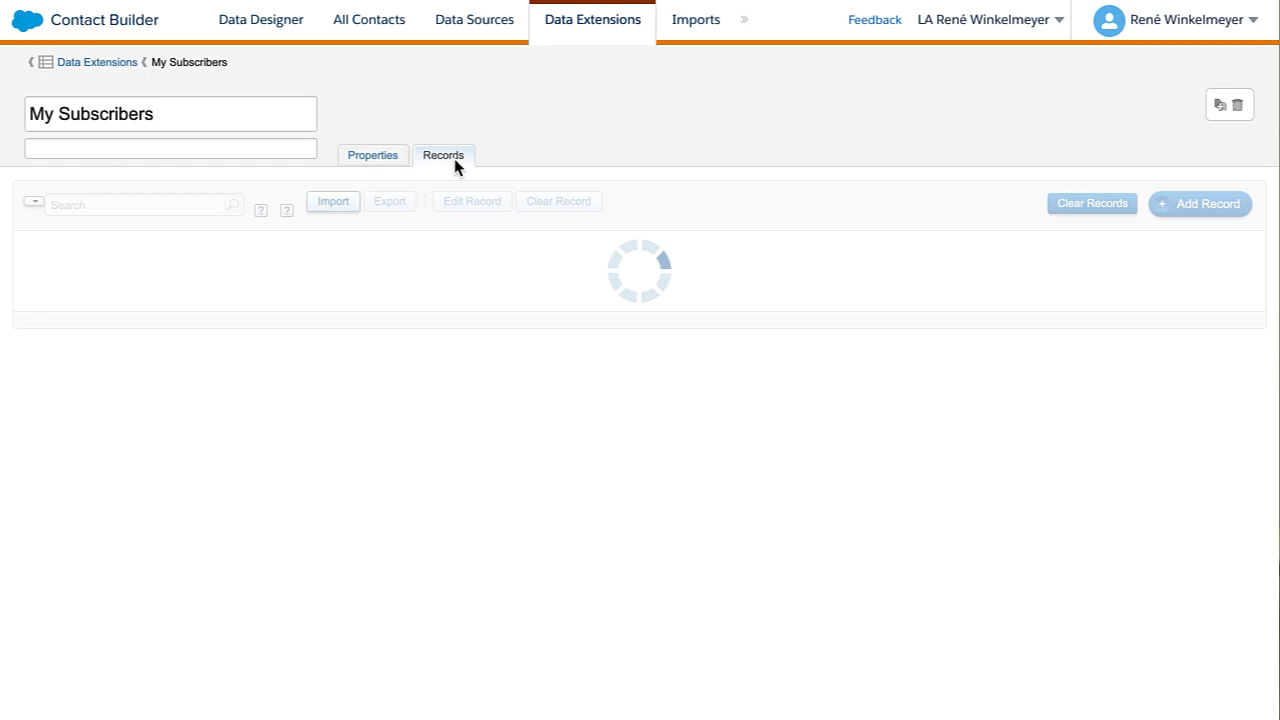 Contact Builder Data Designer All Contacts Data Sources Data Extensions Imports » Feedback LA René Winkelmeyer René Winkelmeyer
Data Extensions My Subscribers
My Subscribers
Properties Records
Search ? ? Import Export Edit Record Clear Record Clear Records + Add Record